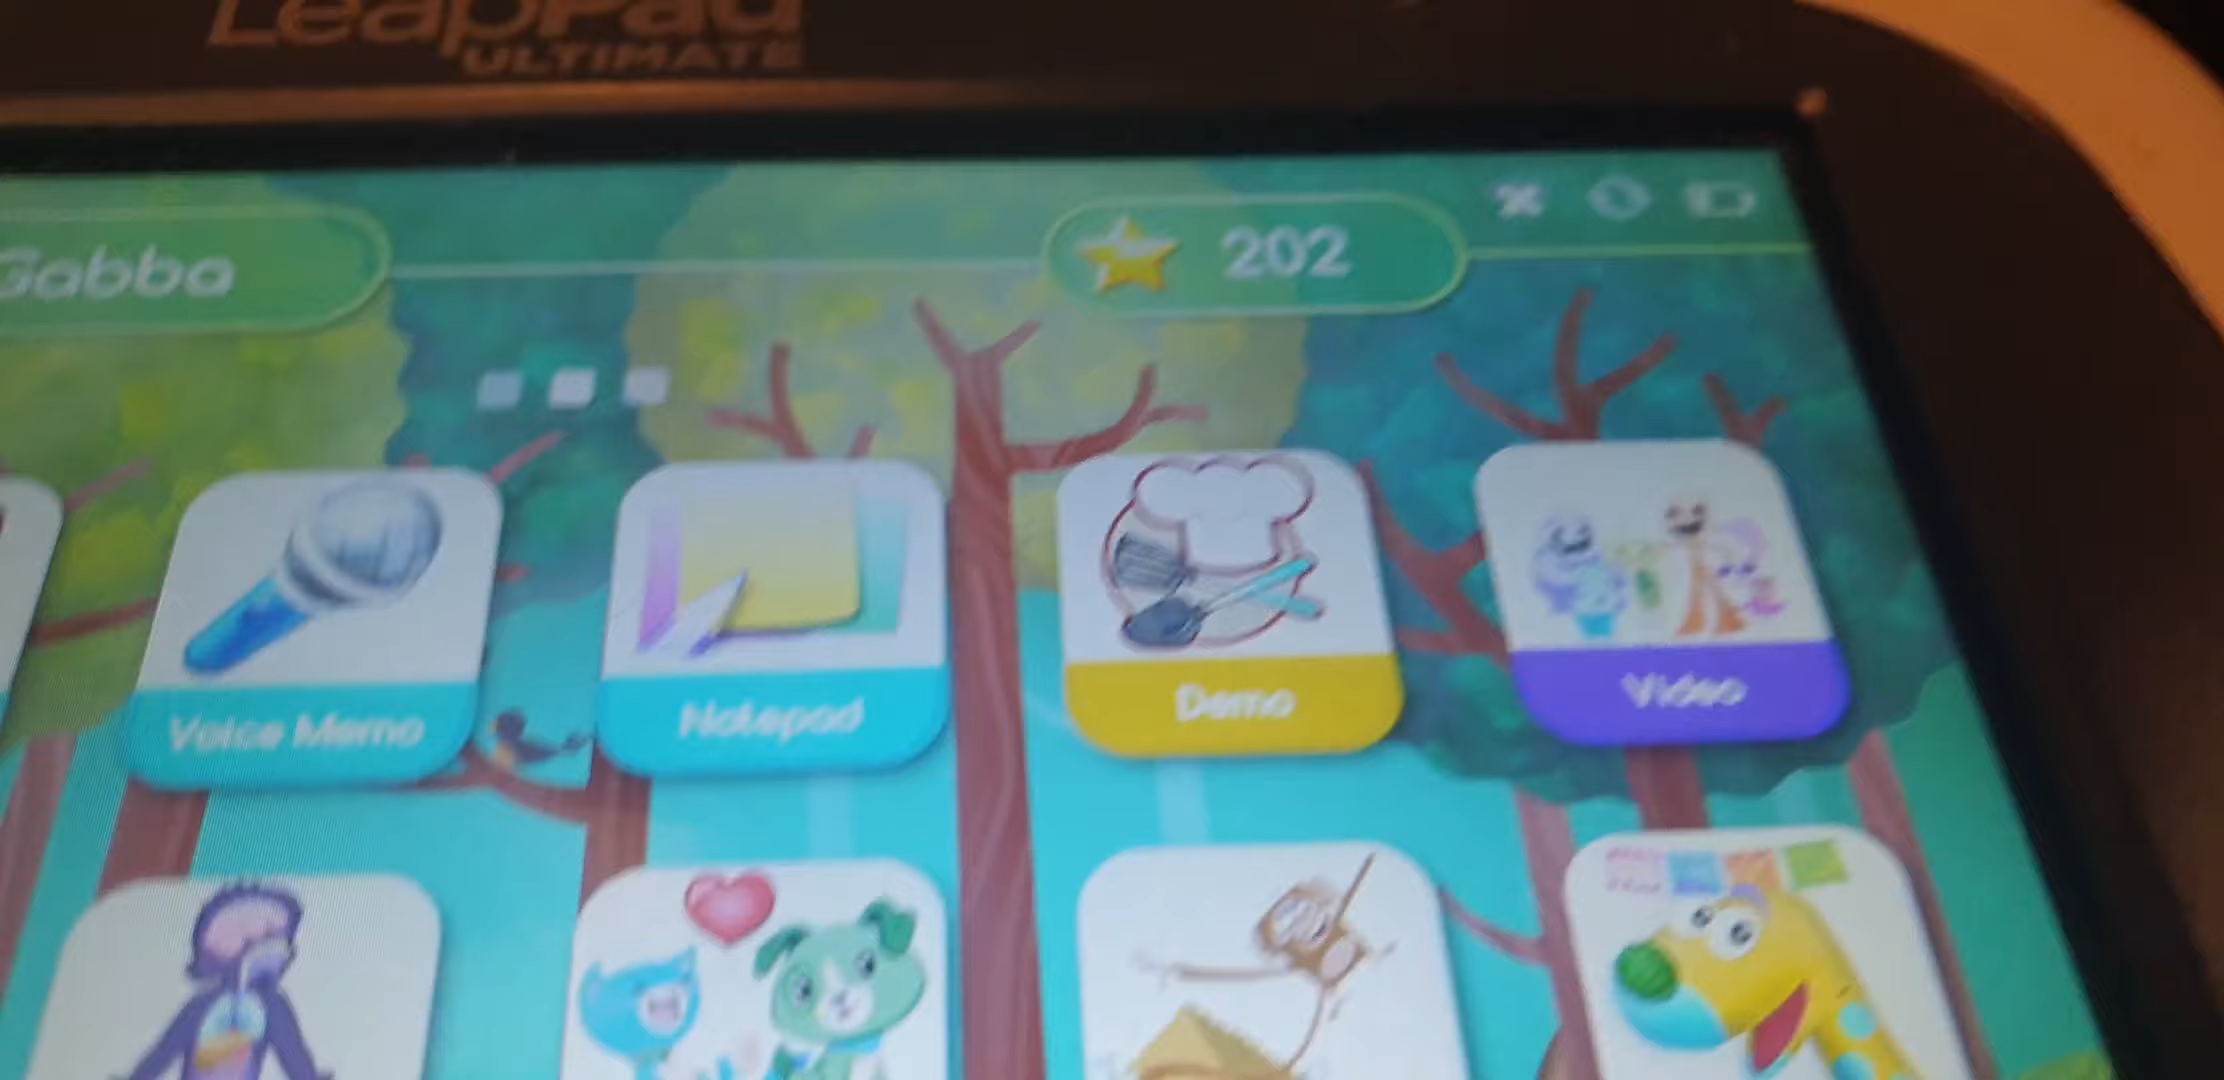 LeapPad
ULTIMATE
Gabba
202
Voice Memo
Notepad
Demo
Video